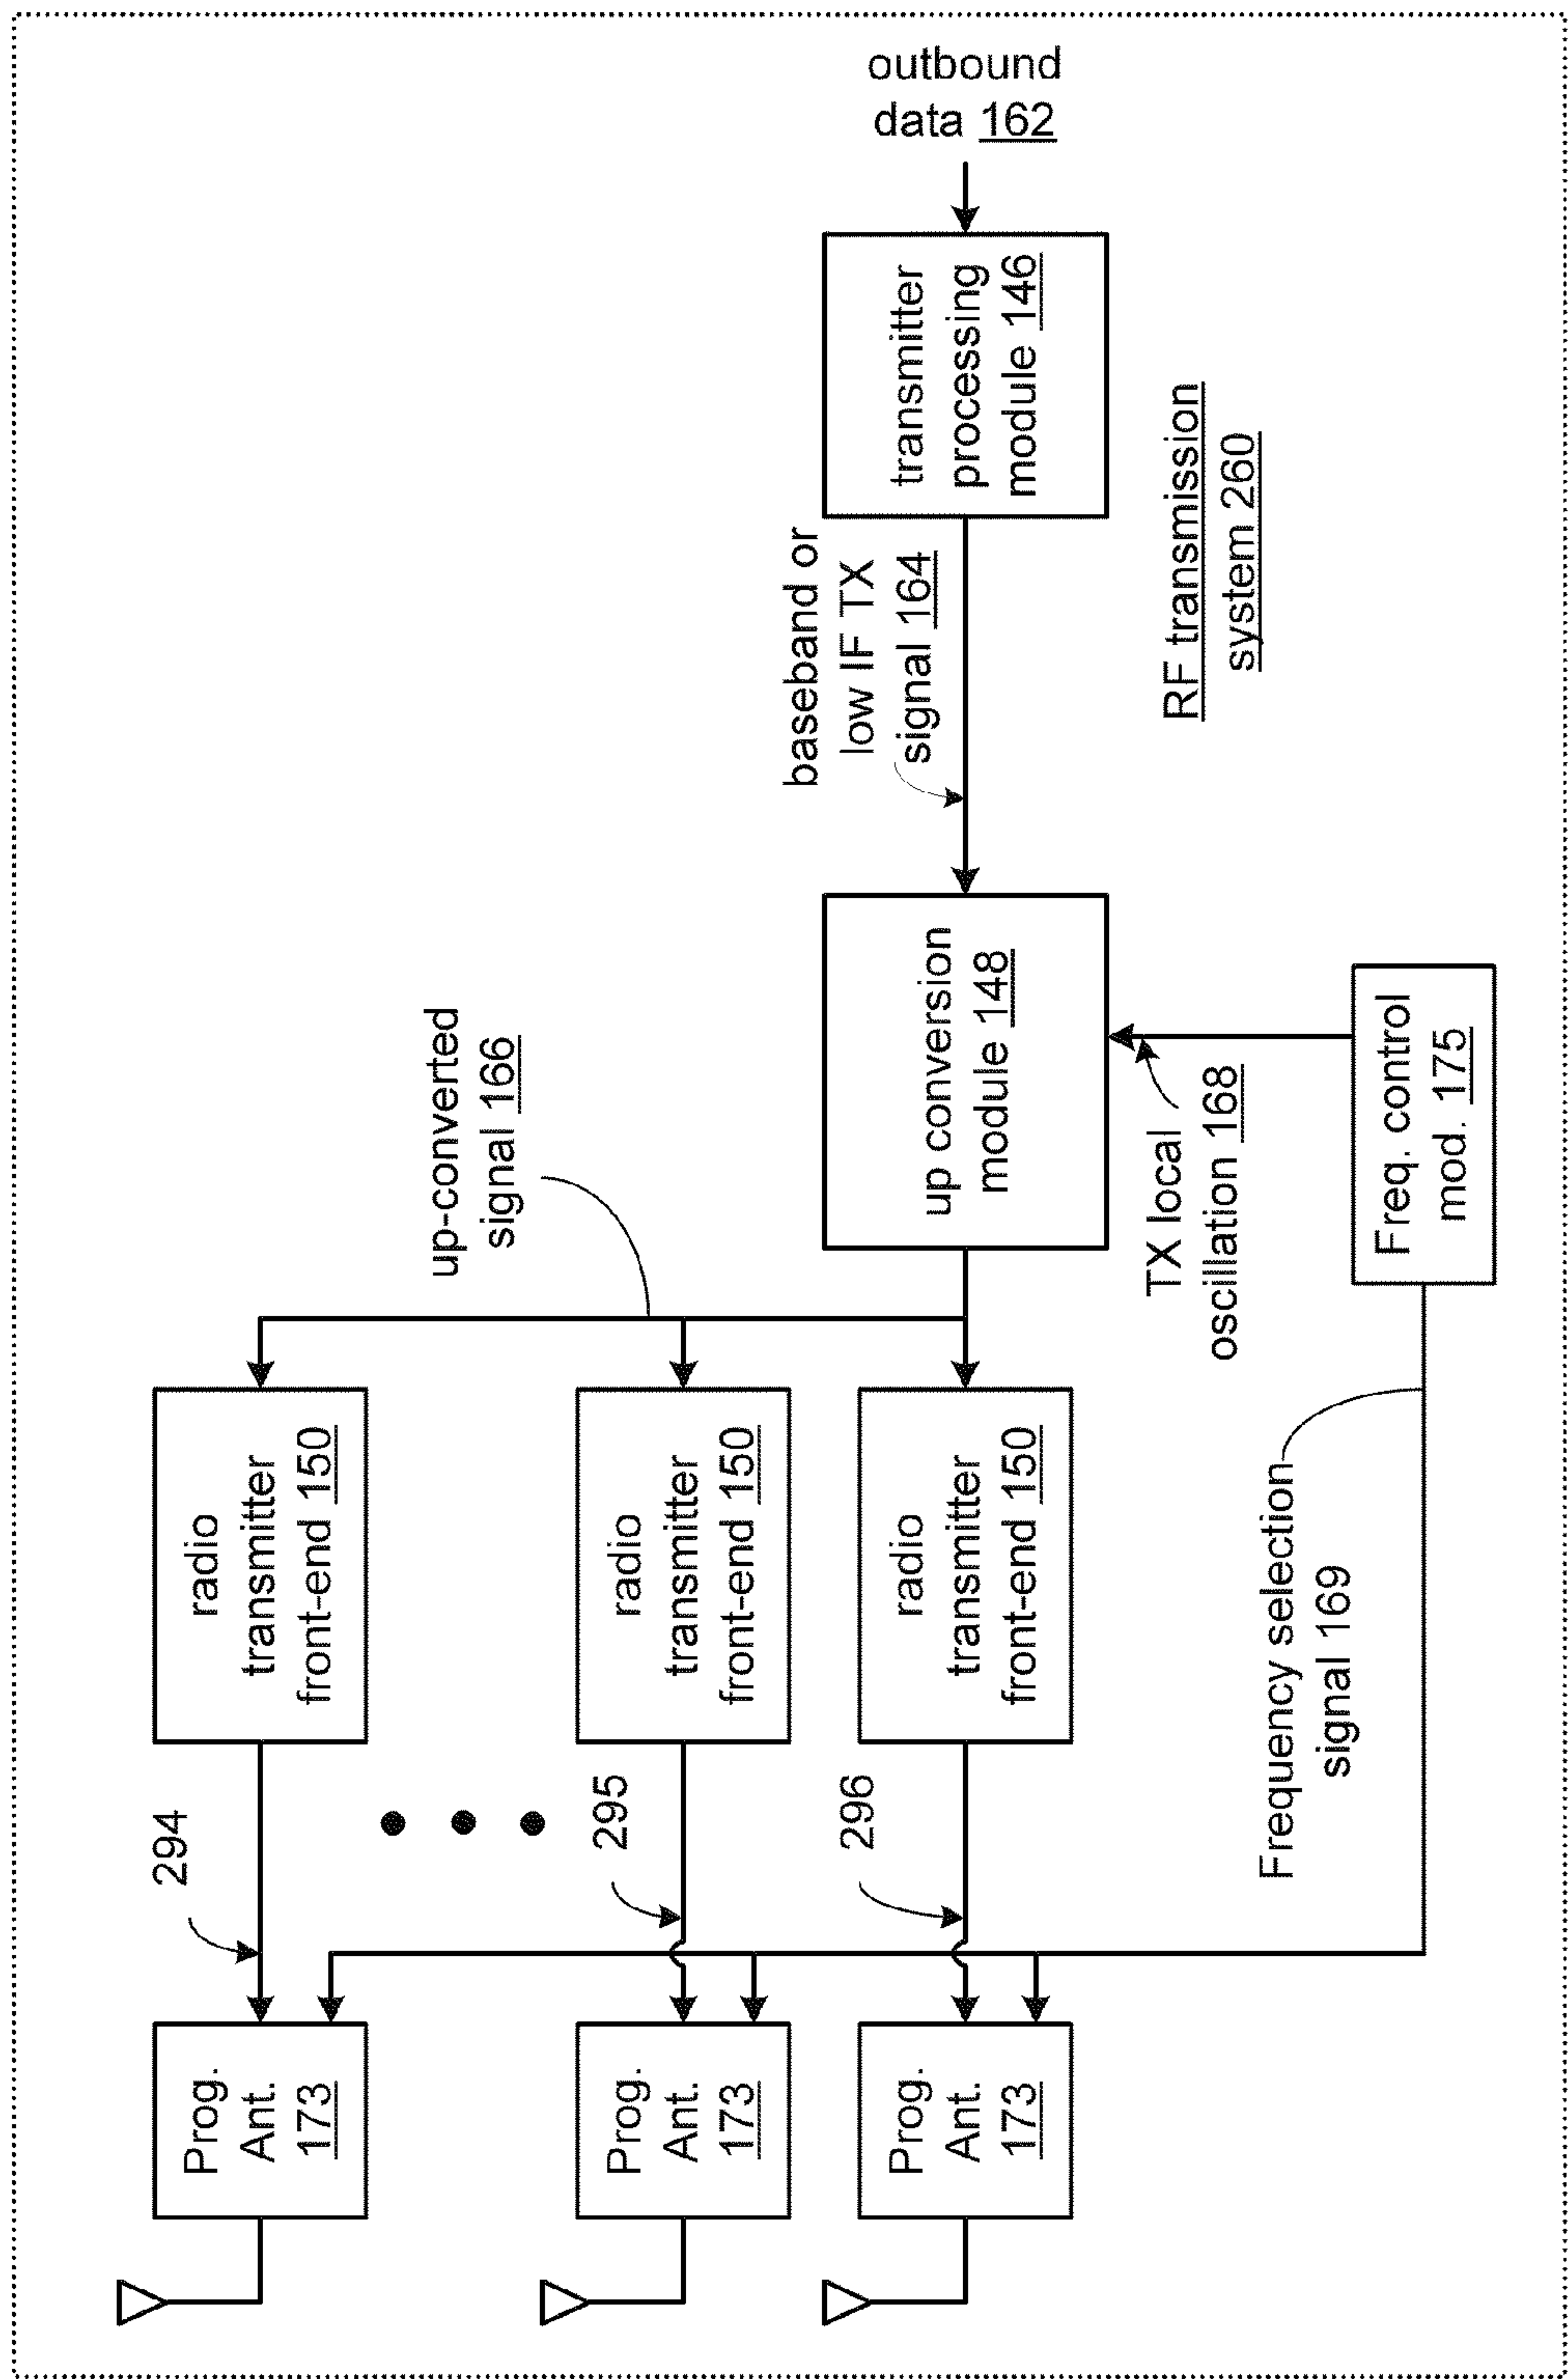 outbound
data 162
transmitter
processing
module 146
baseband or
low IF TX
signal 164
RF transmission
system 260
up conversion
module 148
up-converted
signal 166
TX local
oscillation 168
Freq. control
mod. 175
radio
transmitter
front-end 150
radio
transmitter
front-end 150
radio
transmitter
front-end 150
Frequency selection
signal 169
294
295
296
Prog.
Ant.
173
Prog.
Ant.
173
Prog.
Ant.
173